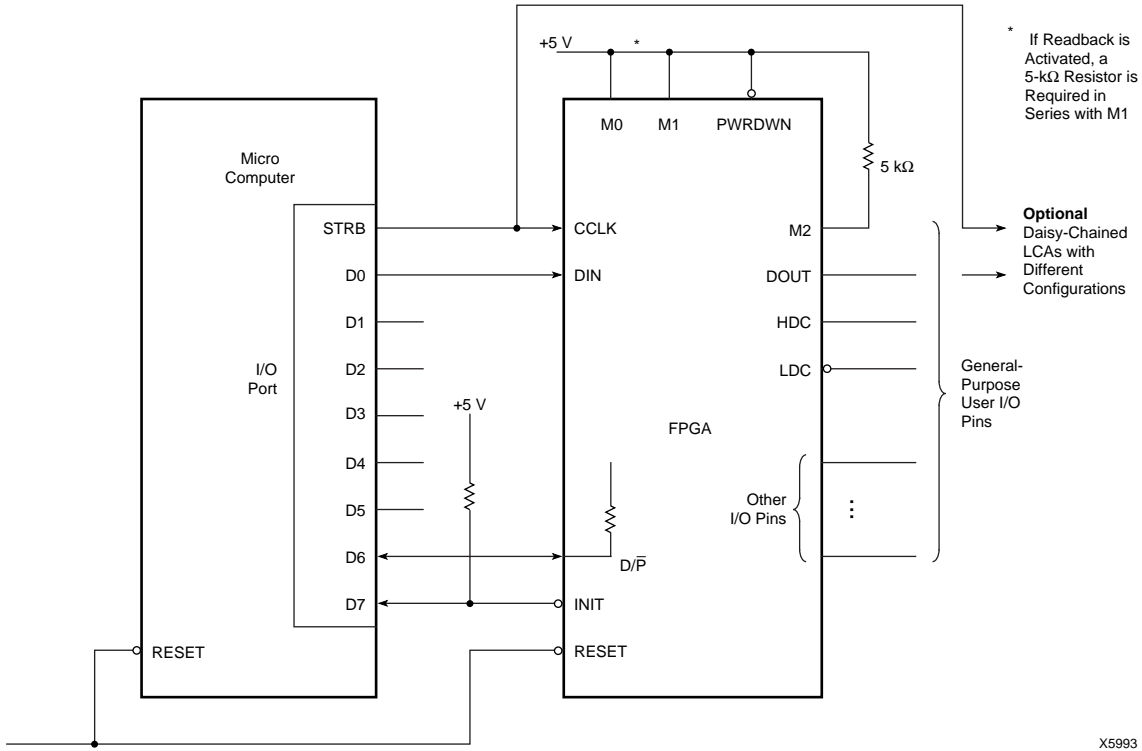 +5 V
*
* If Readback is
Activated, a
5-kΩ Resistor is
Required in
Series with M1
M0 M1 PWRDWN
Micro
Computer
5 kΩ
STRB
CCLK
M2
Optional
Daisy-Chained
LCAs with
Different
Configurations
D0
DIN
DOUT
D1
HDC
I/O
Port
D2
LDC
General-
Purpose
User I/O
Pins
+5 V
D3
FPGA
D4
D5
Other
I/O Pins
⋮
D6
D/P̅
D7
INIT
RESET
RESET
X5993